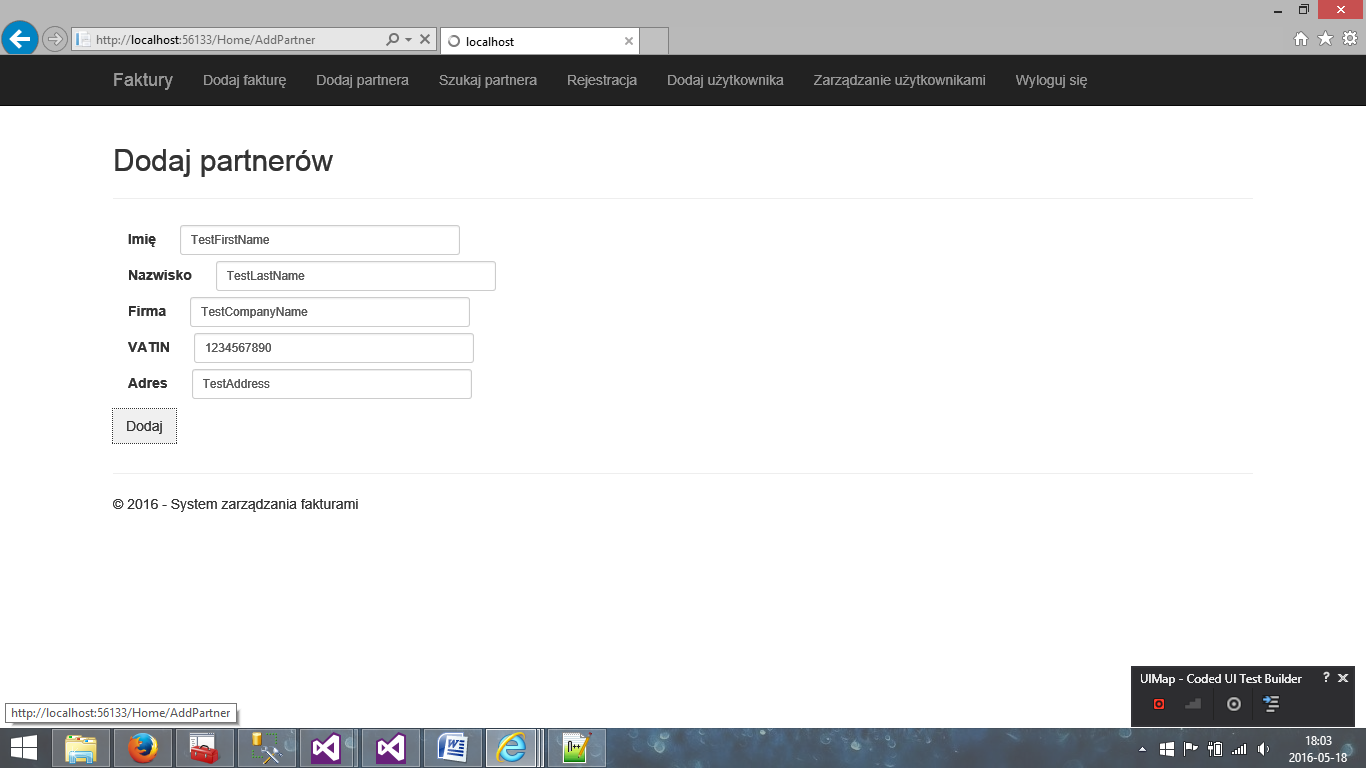 http://localhost:56133/Home/AddPartner
localhost
Faktury Dodaj fakturę Dodaj partnera Szukaj partnera Rejestracja Dodaj użytkownika Zarządzanie użytkownikami Wyloguj się
Dodaj partnerów
Imię TestFirstName
Nazwisko TestLastName
Firma TestCompanyName
VATIN 1234567890
Adres TestAddress
Dodaj
© 2016 - System zarządzania fakturami
UIMap - Coded UI Test Builder ?
http://localhost:56133/Home/AddPartner
18:03
2016-05-18